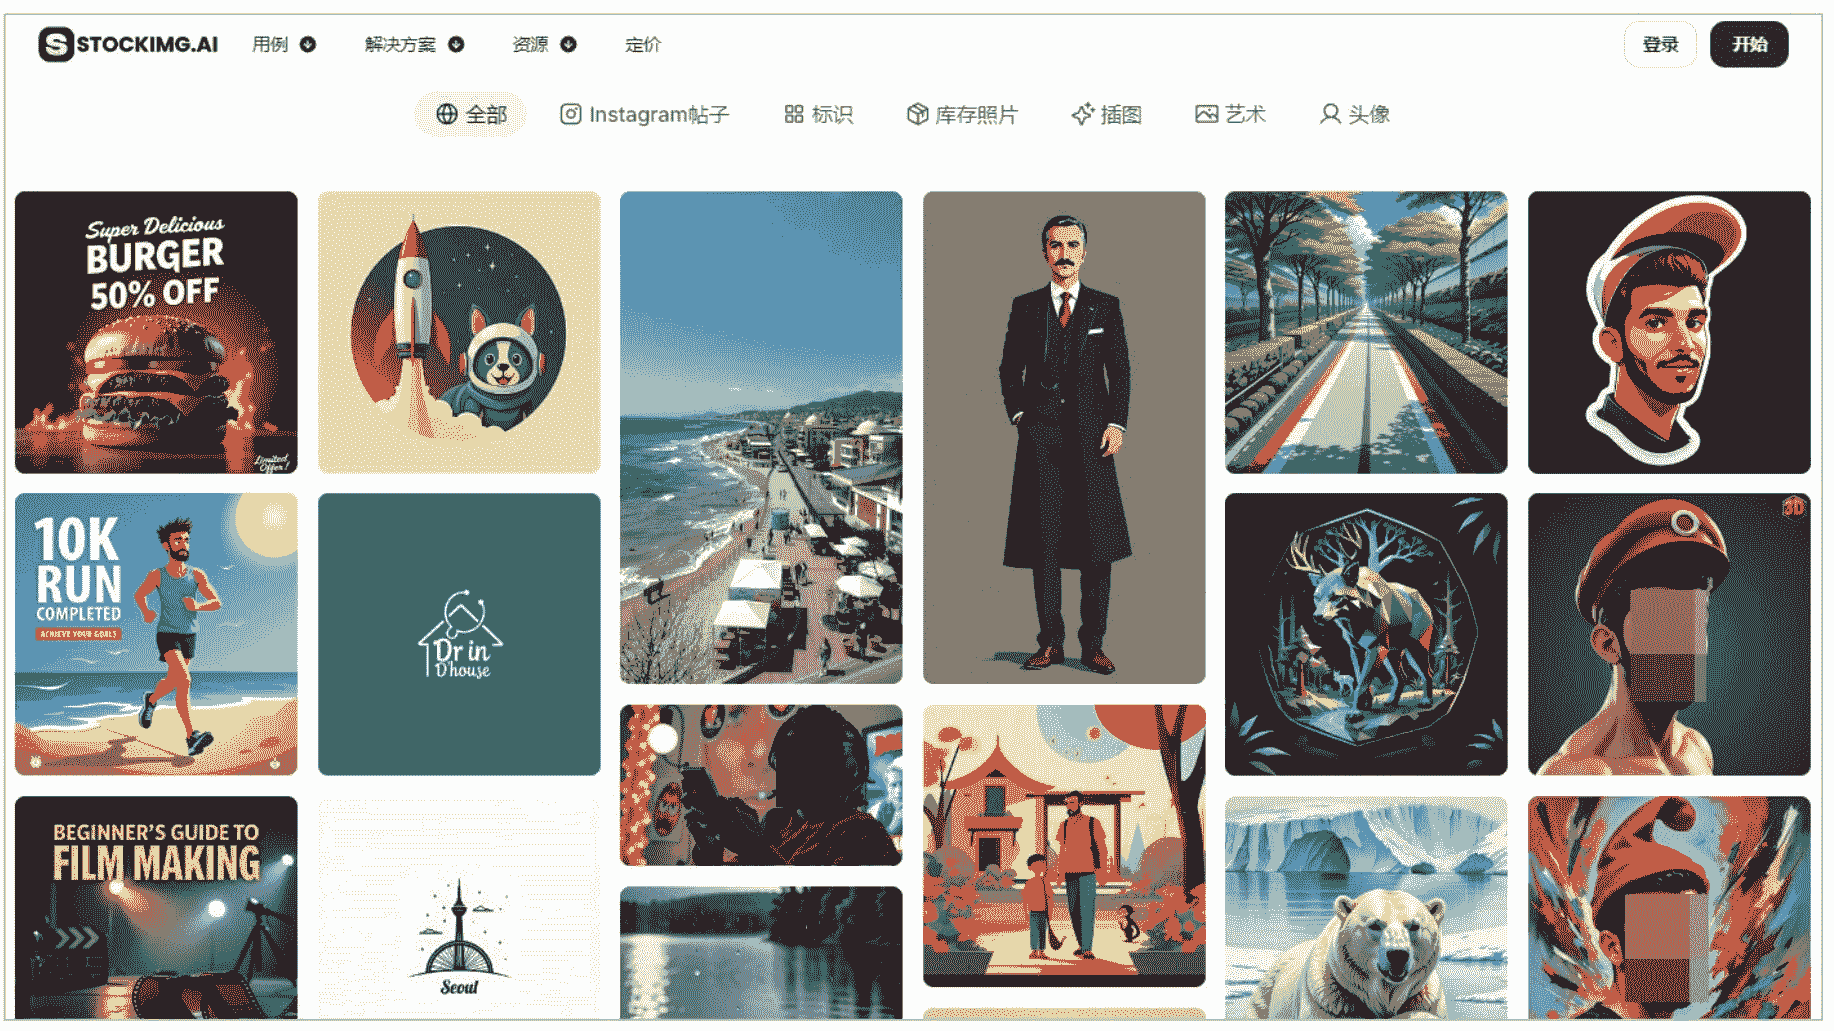 STOCKIMG.AI 用例 解决方案 资源 定价 登录 开始
全部 Instagram帖子 标识 库存照片 插图 艺术 头像
Super Delicious
BURGER
50% OFF
Limited
Offer!
10K
RUN
COMPLETED
ACHIEVE YOUR GOALS
Dr in
D'house
3D
BEGINNER'S GUIDE TO
FILM MAKING
Seoul